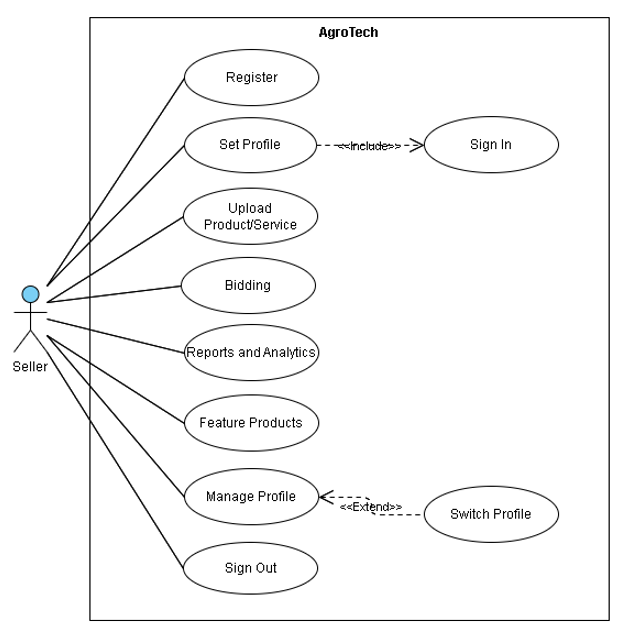 AgroTech
Register
Set Profile
<<Include>>
Sign In
Upload
Product/Service
Bidding
Seller
Reports and Analytics
Feature Products
Manage Profile
<<Extend>>
Switch Profile
Sign Out